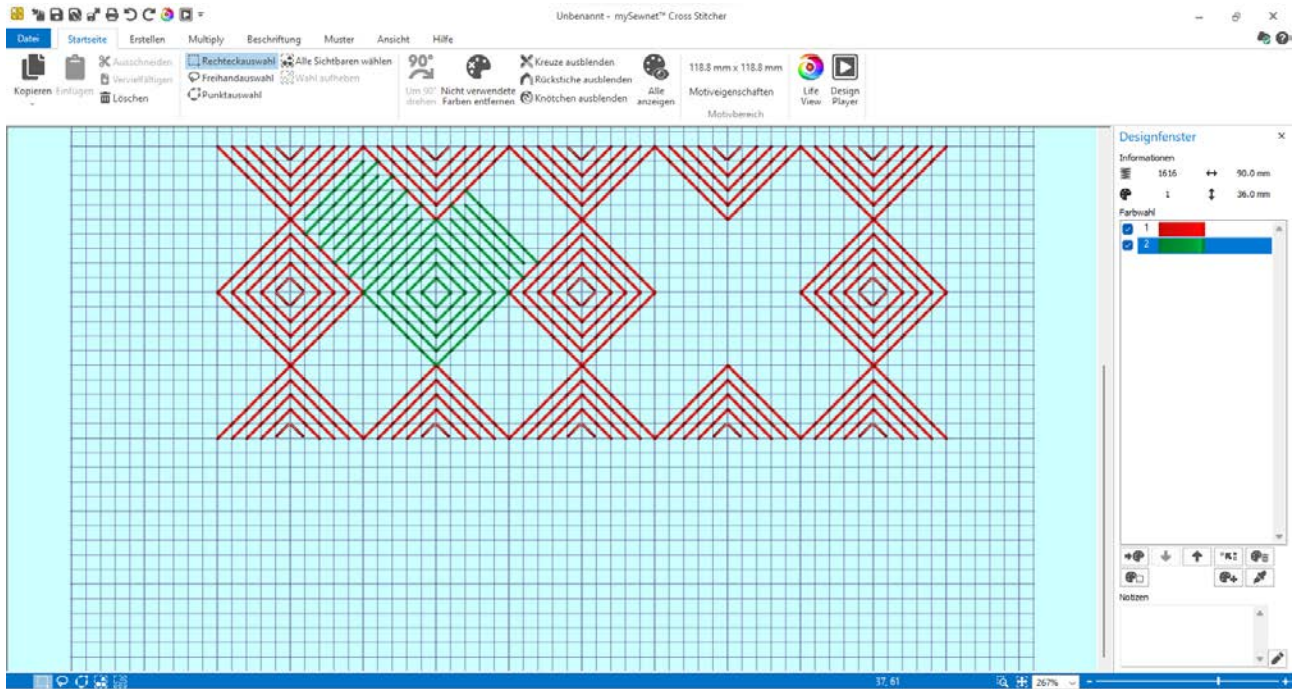 Unbenannt - mySewnet™ Cross Stitcher
Datei Startseite Erstellen Multiply Beschriftung Muster Ansicht Hilfe
Kopieren
Einfügen
Ausschneiden
Vervielfältigen
Löschen
Rechteckauswahl
Freihandauswahl
Punktauswahl
Alle Sichtbaren wählen
Wahl aufheben
90°
Um 90° drehen
Nicht verwendete Farben entfernen
Kreuze ausblenden
Rückstiche ausblenden
Knötchen ausblenden
Alle anzeigen
118.8 mm x 118.8 mm
Motiveigenschaften
Motivbereich
Life View
Design Player
Designfenster
Informationen
1616 90.0 mm
1 36.0 mm
Farbwahl
1
2
Notizen
37, 61
267%